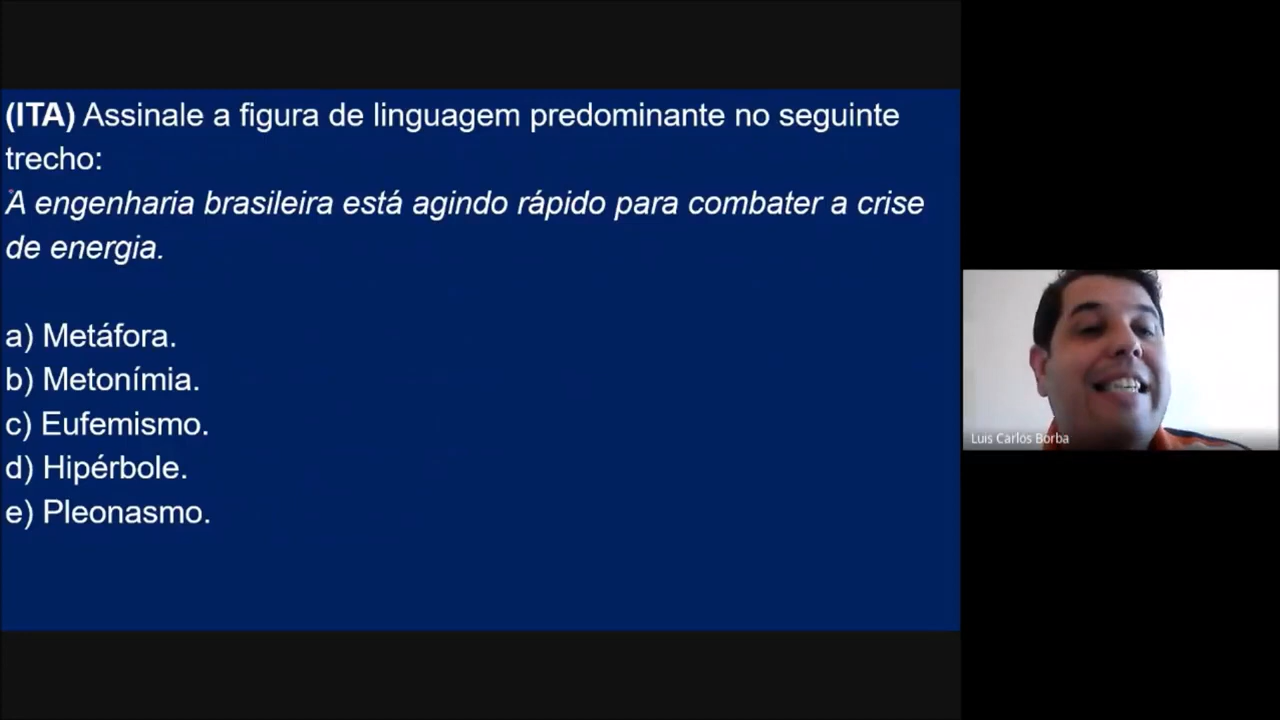 (ITA) Assinale a figura de linguagem predominante no seguinte
trecho:
A engenharia brasileira está agindo rápido para combater a crise
de energia.
a) Metáfora.
b) Metonímia.
c) Eufemismo.
d) Hipérbole.
e) Pleonasmo.
Luis Carlos Borba